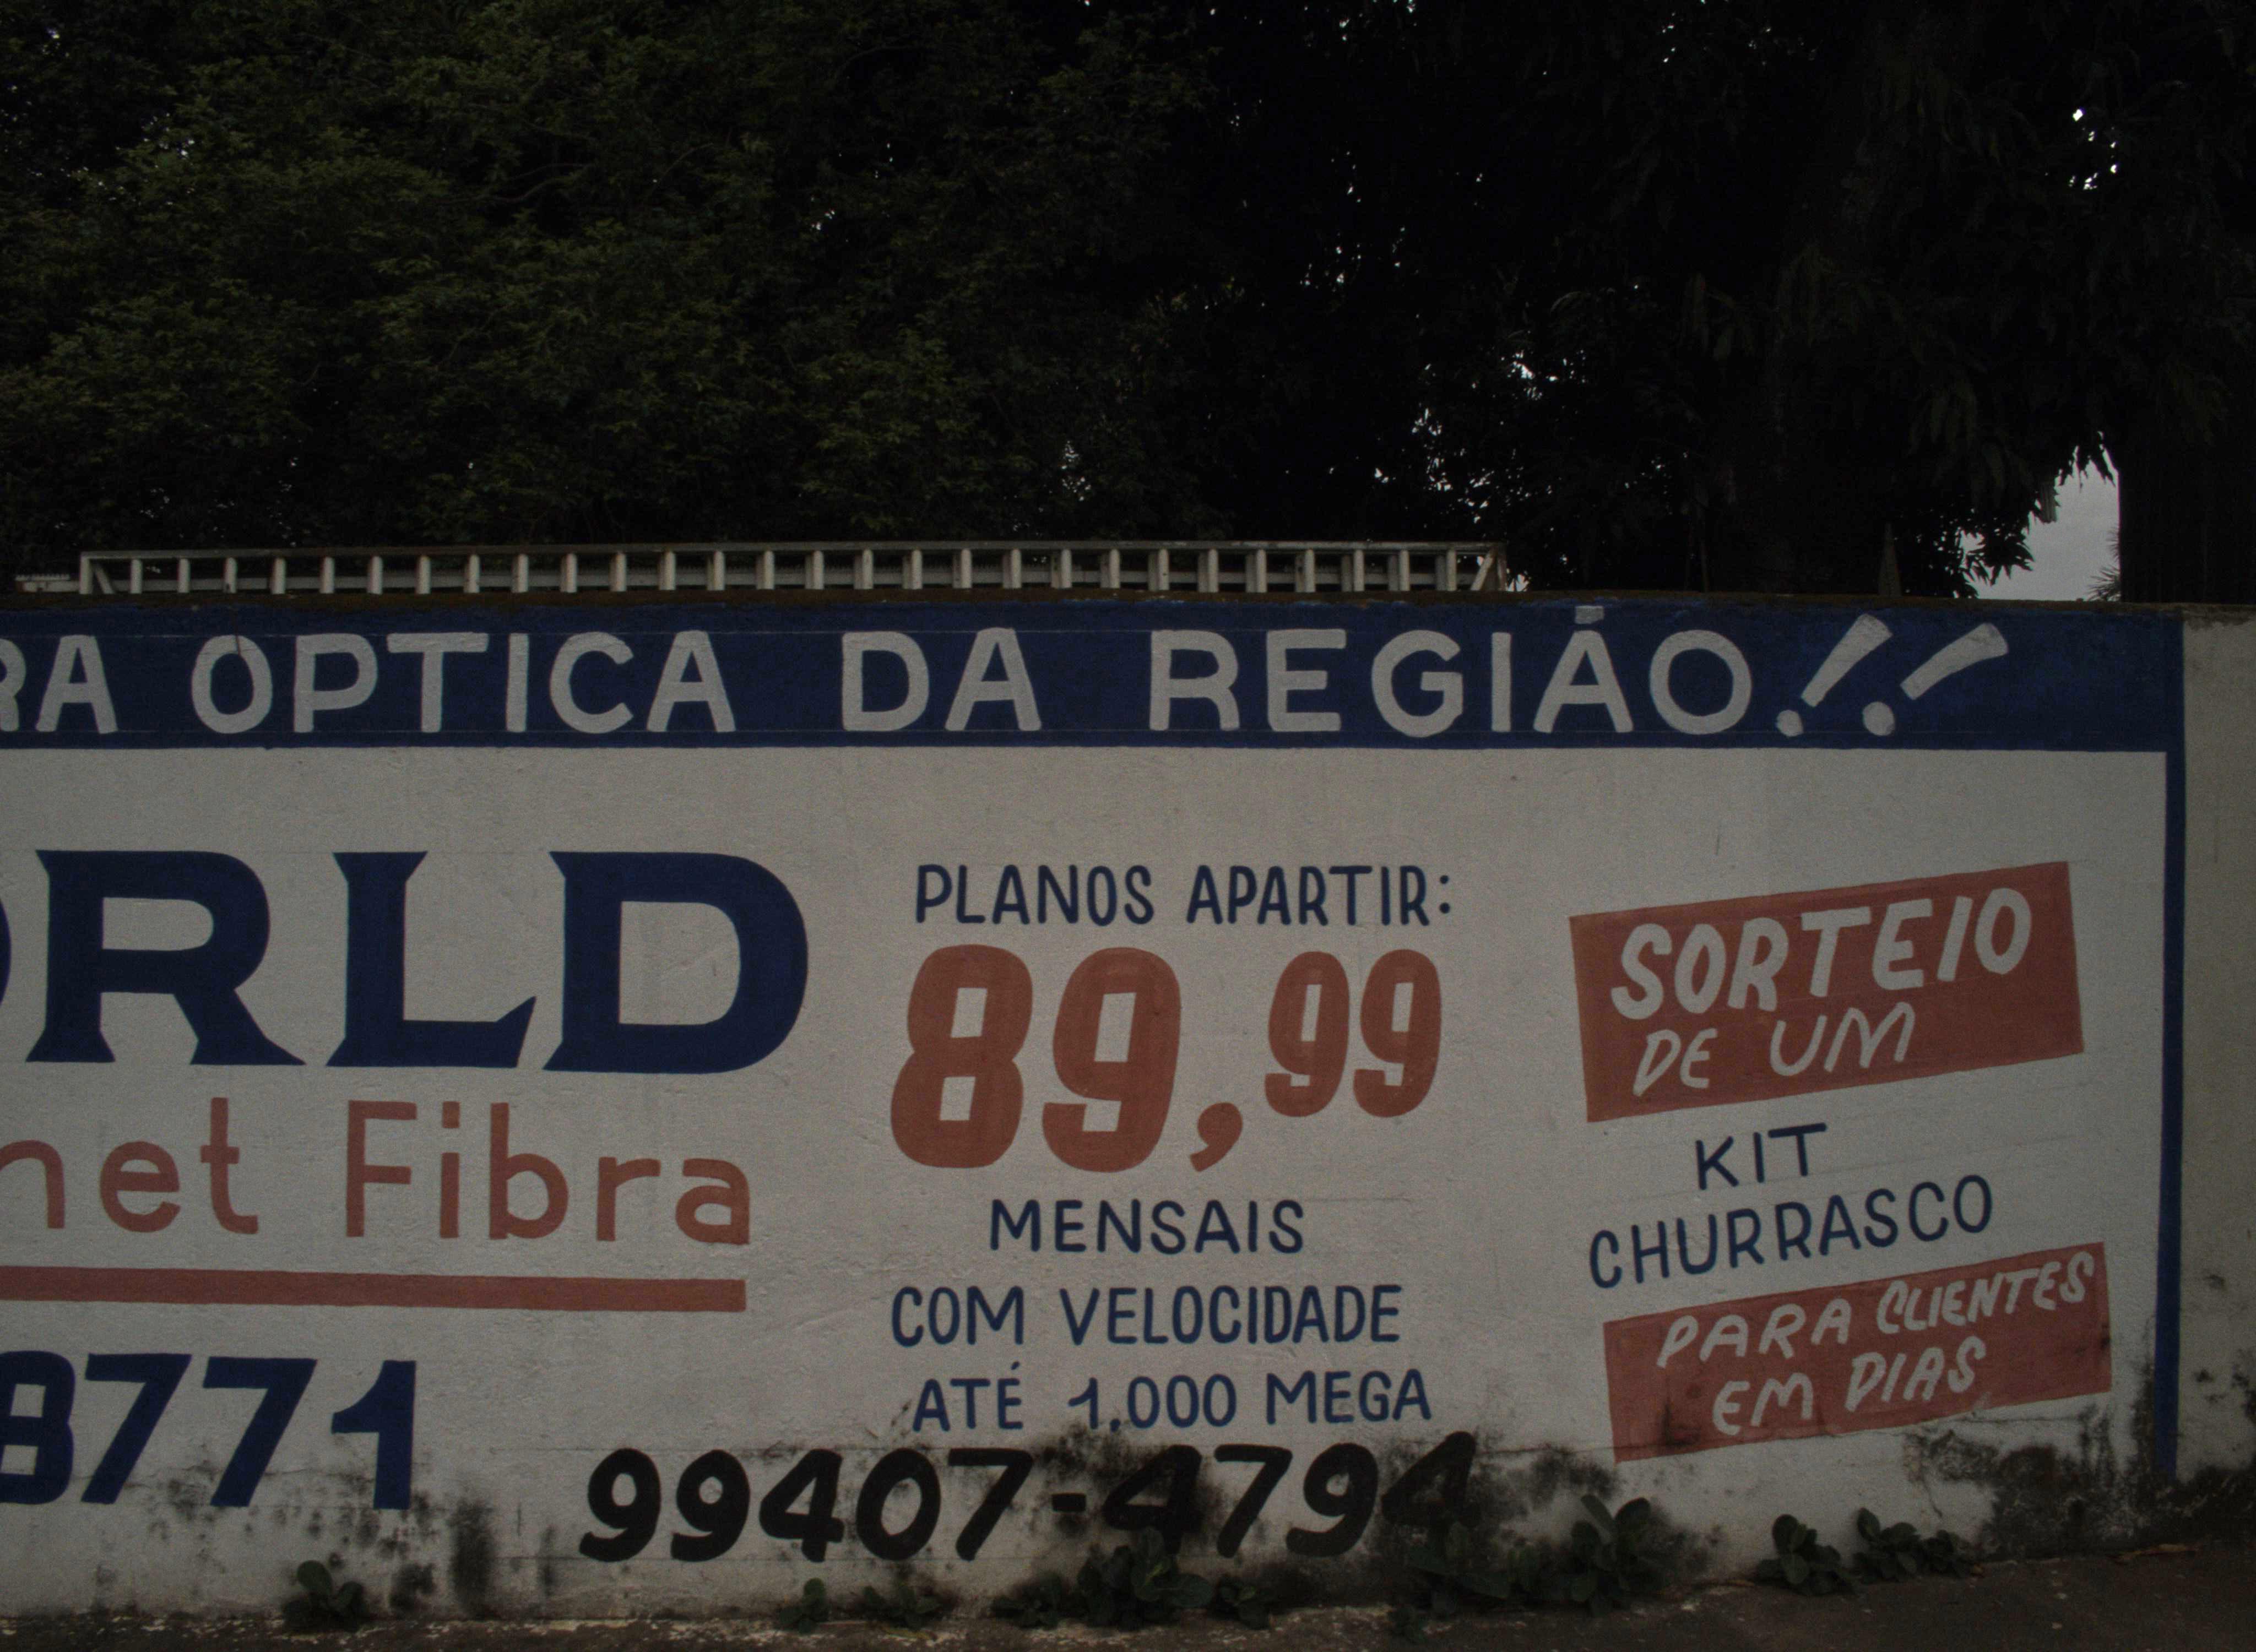 RA OPTICA DA REGIÃO!!
ORLD
net Fibra
8771
PLANOS APARTIR:
89,99
MENSAIS
COM VELOCIDADE
ATÉ 1.000 MEGA
99407-4794
SORTEIO
DE UM
KIT
CHURRASCO
PARA CLIENTES
EM DIAS